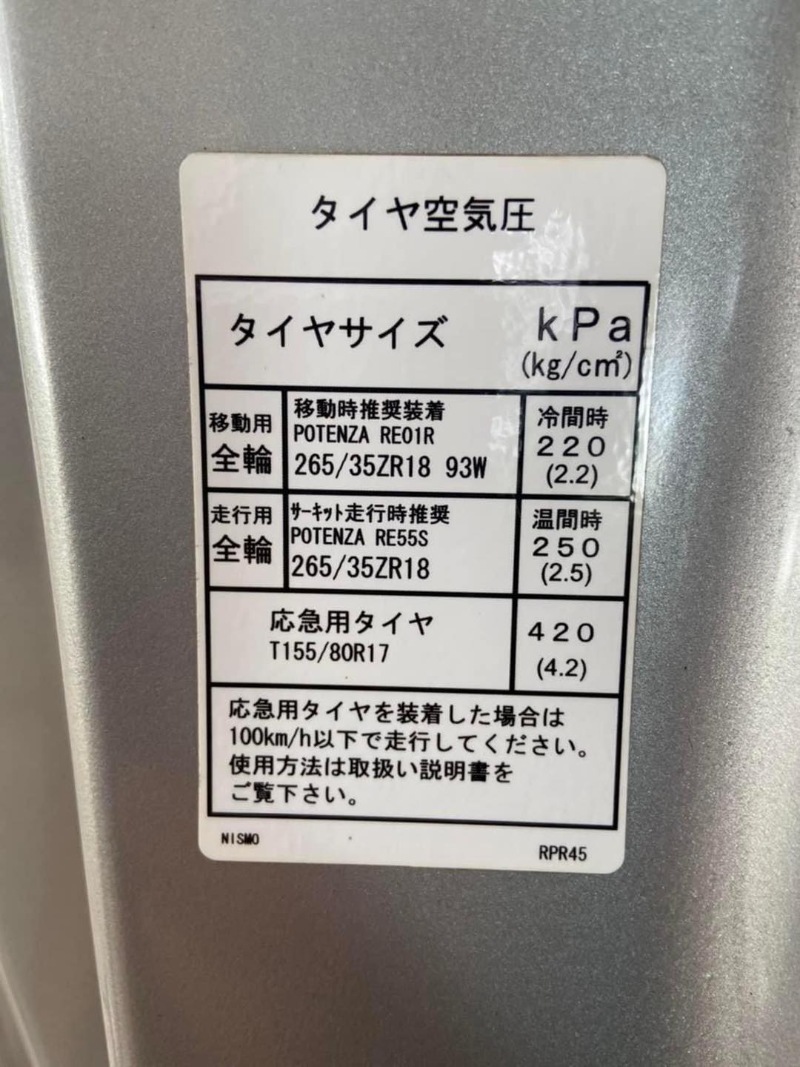 タイヤ空気圧
タイヤサイズ
kPa
(kg/c㎡)
移動用
全輪
移動時推奨装着
POTENZA RE01R
265/35ZR18 93W
冷間時
220
(2.2)
走行用
全輪
ｻｰｷｯﾄ走行時推奨
POTENZA RE55S
265/35ZR18
温間時
250
(2.5)
応急用タイヤ
T155/80R17
420
(4.2)
応急用タイヤを装着した場合は
100km/h以下で走行してください。
使用方法は取扱い説明書を
ご覧下さい。
NISMO
RPR45